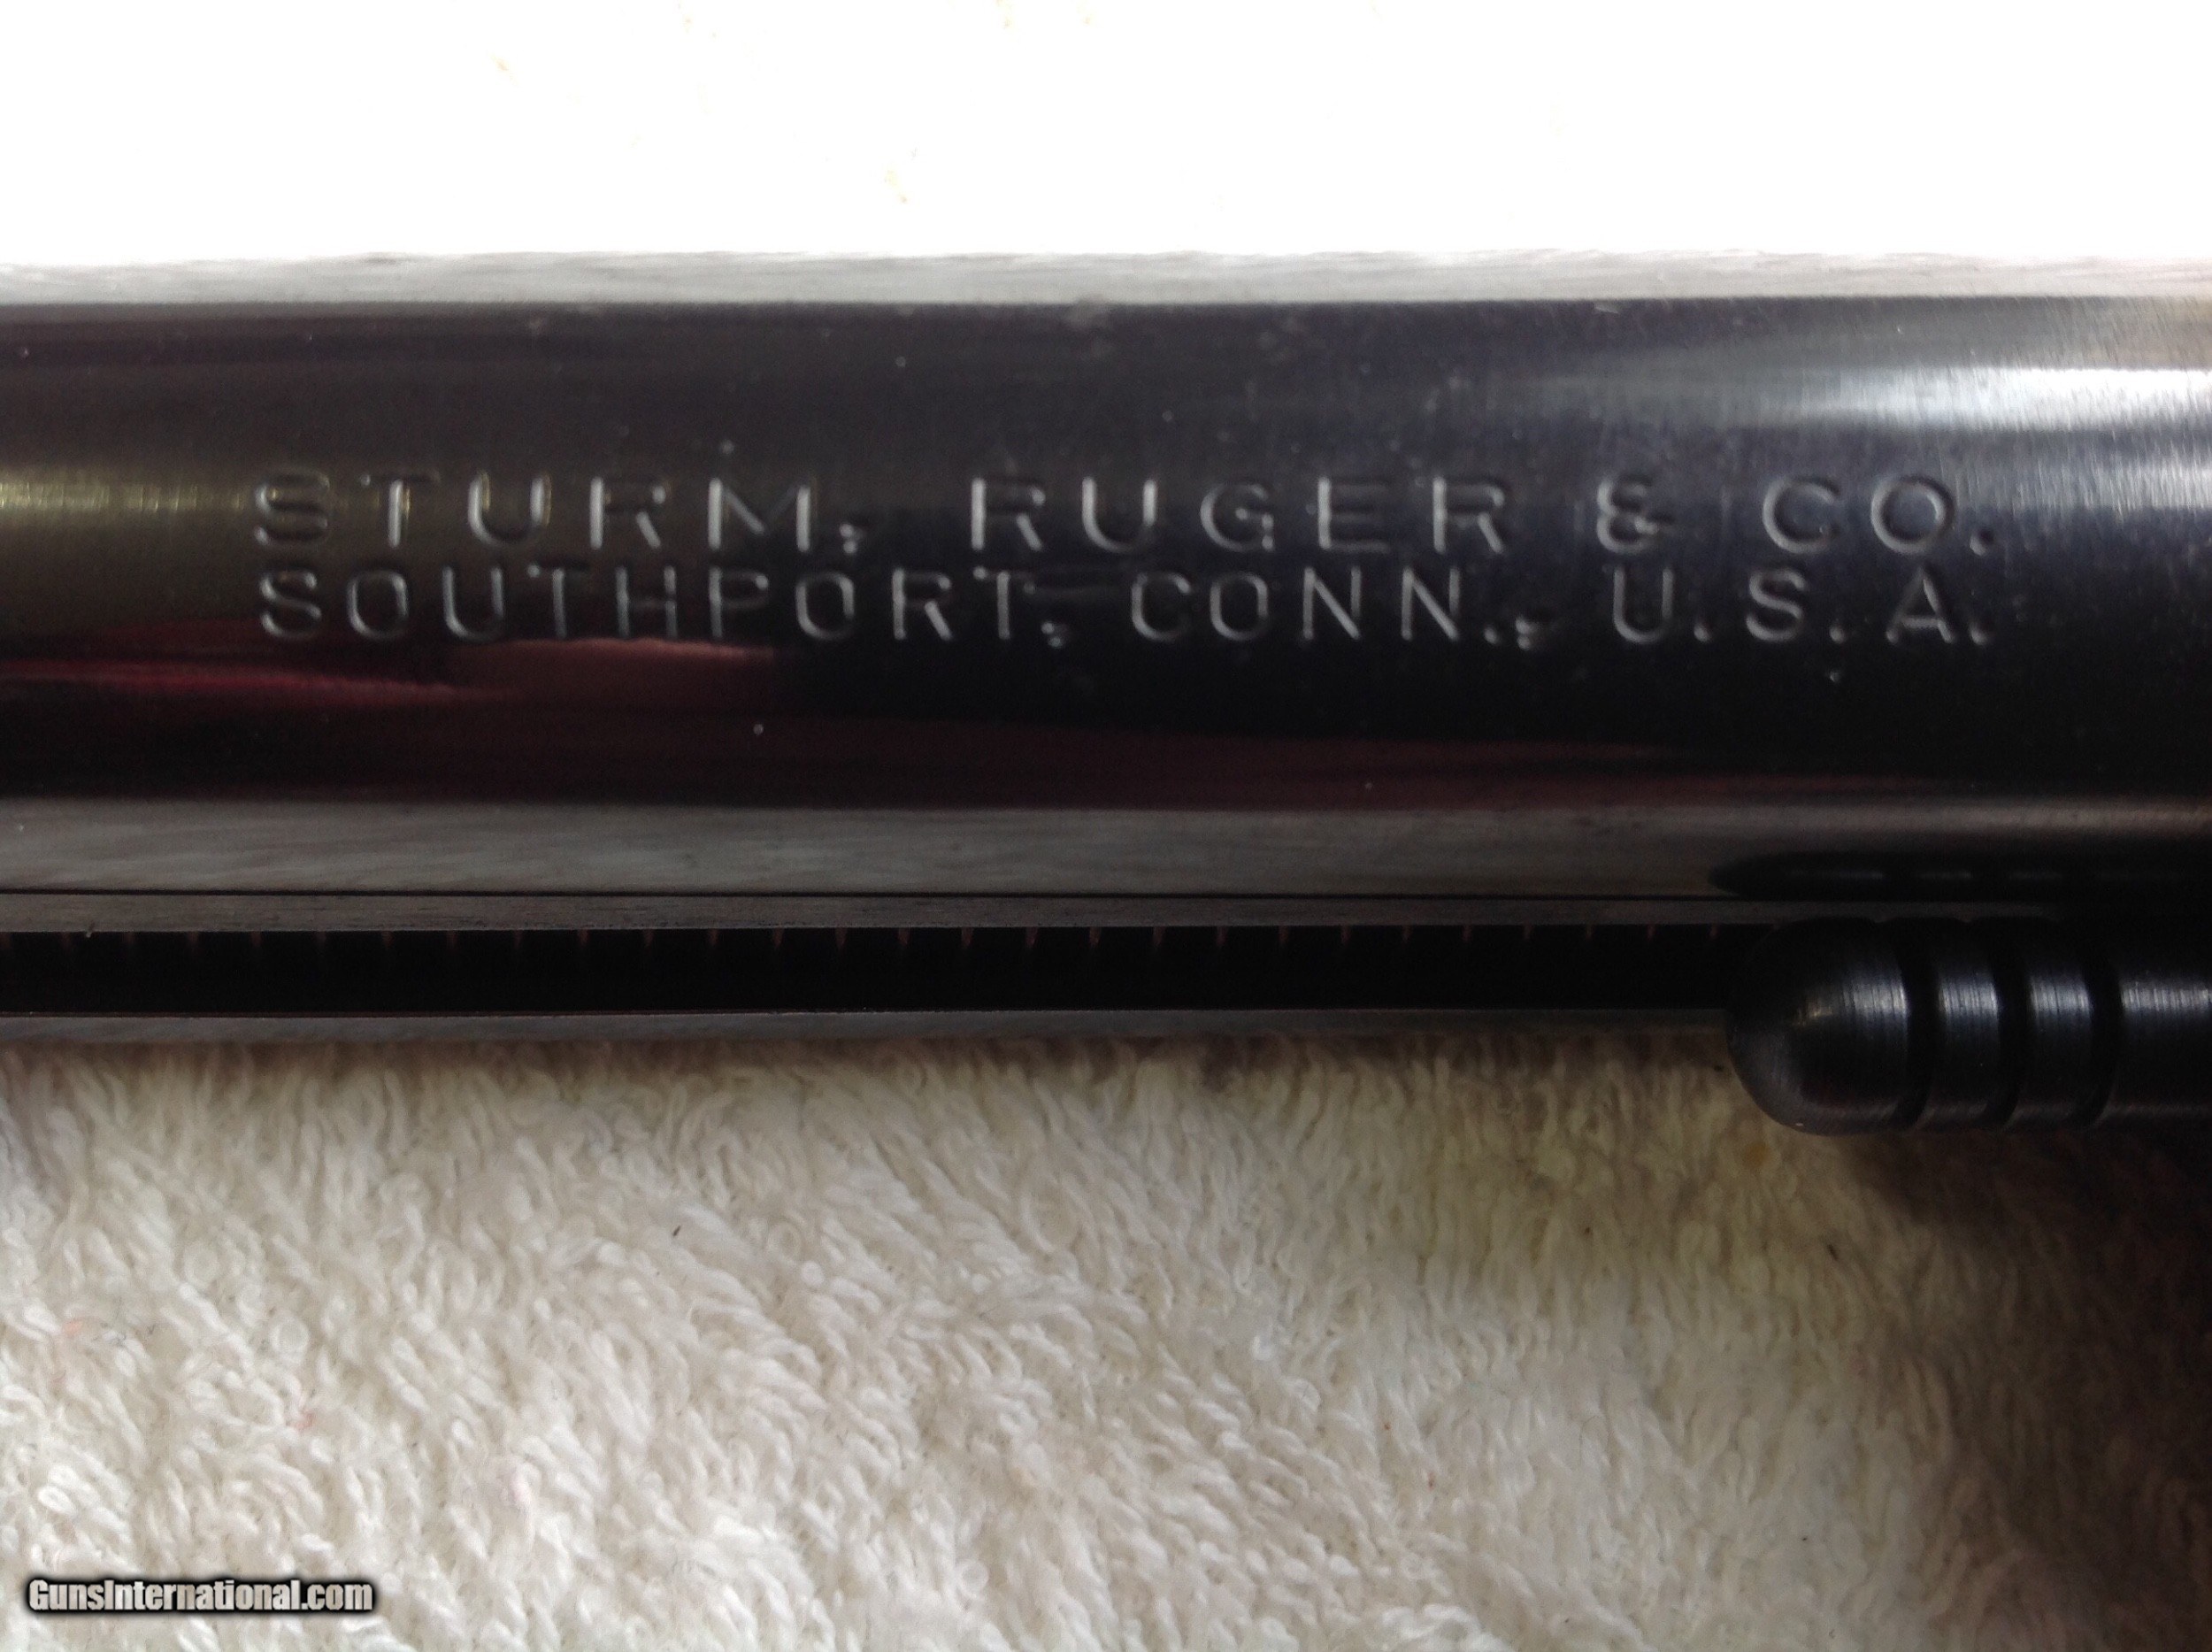 STURM, RUGER & CO.
SOUTHPORT, CONN., U.S.A.
GunsInternational.com